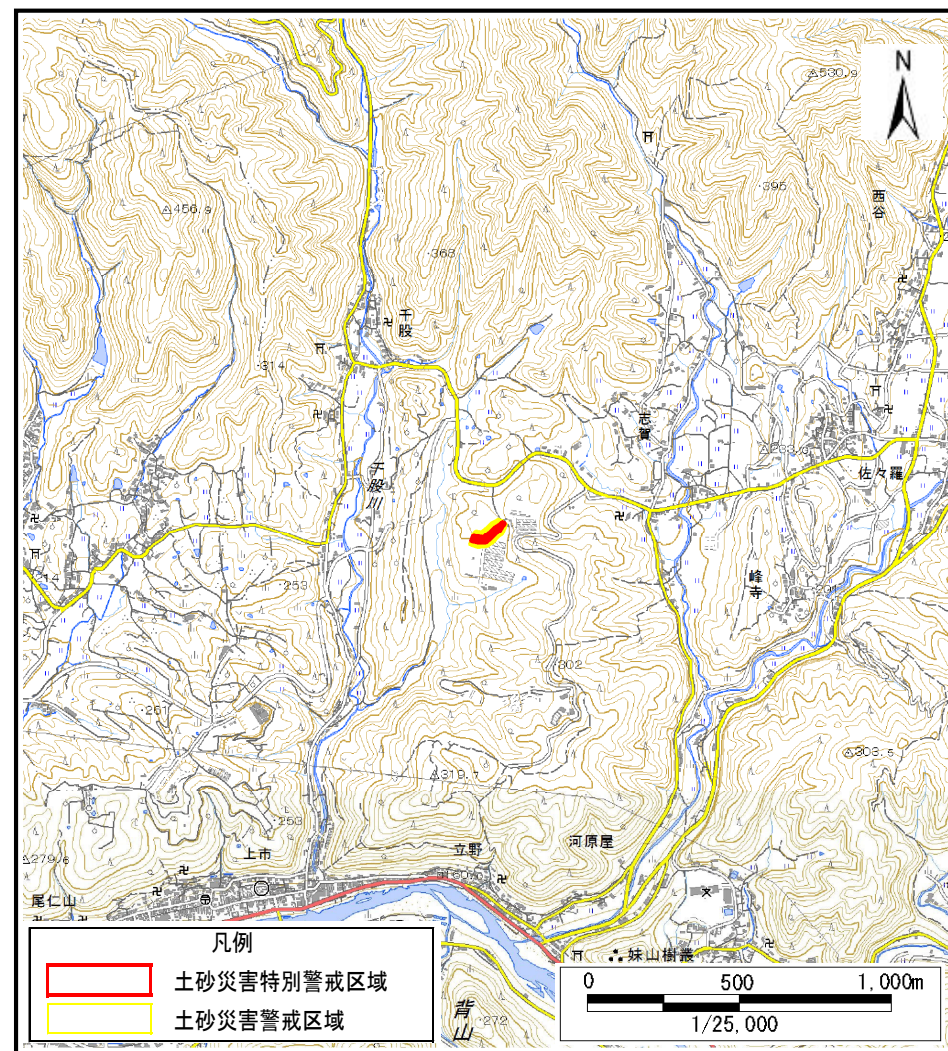 N
530.9
395
西谷
456.9
368
千股
314
志賀
佐々羅
千股川
峰寺
214
253
302
261
303.5
319.7
253
河原屋
立野
上市
279.6
尾仁山
妹山樹叢
背山
272
凡例
土砂災害特別警戒区域
土砂災害警戒区域
0 500 1,000m
1/25,000